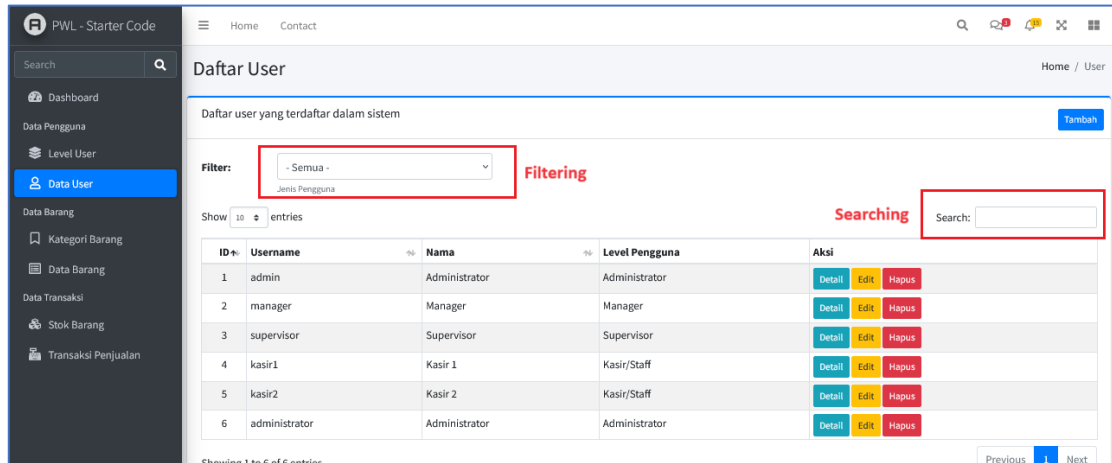 PWL - Starter Code
Home Contact
3
15
Search
Daftar User
Home / User
Dashboard
Data Pengguna
Level User
Data User
Data Barang
Kategori Barang
Data Barang
Data Transaksi
Stok Barang
Transaksi Penjualan
Daftar user yang terdaftar dalam sistem
Tambah
Filter: - Semua -
Jenis Pengguna
Filtering
Show 10 entries
Searching
Search:
ID Username Nama Level Pengguna Aksi
1 admin Administrator Administrator Detail Edit Hapus
2 manager Manager Manager Detail Edit Hapus
3 supervisor Supervisor Supervisor Detail Edit Hapus
4 kasir1 Kasir 1 Kasir/Staff Detail Edit Hapus
5 kasir2 Kasir 2 Kasir/Staff Detail Edit Hapus
6 administrator Administrator Administrator Detail Edit Hapus
Showing 1 to 6 of 6 entries
Previous 1 Next